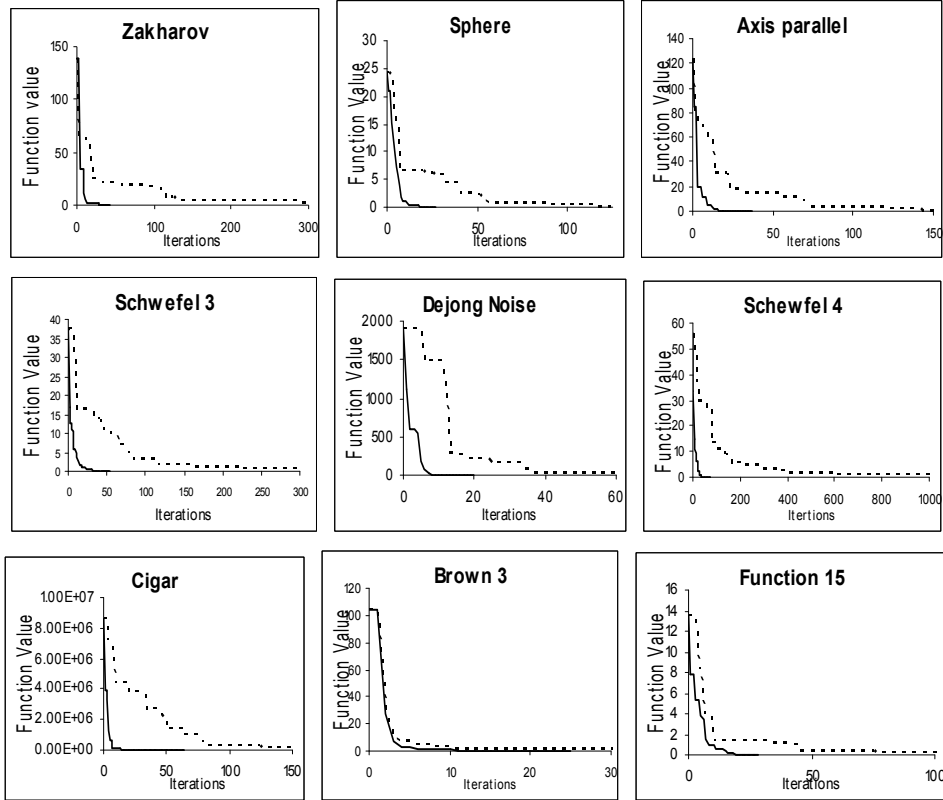 Zakharov
Function value
150
100
50
0
0 100 200 300
Iterations
Sphere
Function Value
30
25
20
15
10
5
0
0 50 100
Iterations
Axis parallel
Function Value
140
120
100
80
60
40
20
0
0 50 100 150
Iterations
Schwefel 3
Function Value
40
35
30
25
20
15
10
5
0
0 50 100 150 200 250 300
Iterations
Dejong Noise
Function Value
2000
1500
1000
500
0
0 20 40 60
Iterations
Schewfel 4
Function Value
60
50
40
30
20
10
0
0 200 400 600 800 1000
Itertions
Cigar
Function Value
1.00E+07
8.00E+06
6.00E+06
4.00E+06
2.00E+06
0.00E+00
0 50 100 150
Iterations
Brown 3
Function Value
120
100
80
60
40
20
0
0 10 20 30
Iterations
Function 15
Function Value
16
14
12
10
8
6
4
2
0
0 50 100
Iterations